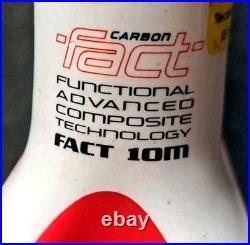 CARBON
fact
FUNCTIONAL
ADVANCED
COMPOSITE
TECHNOLOGY
FACT 10m